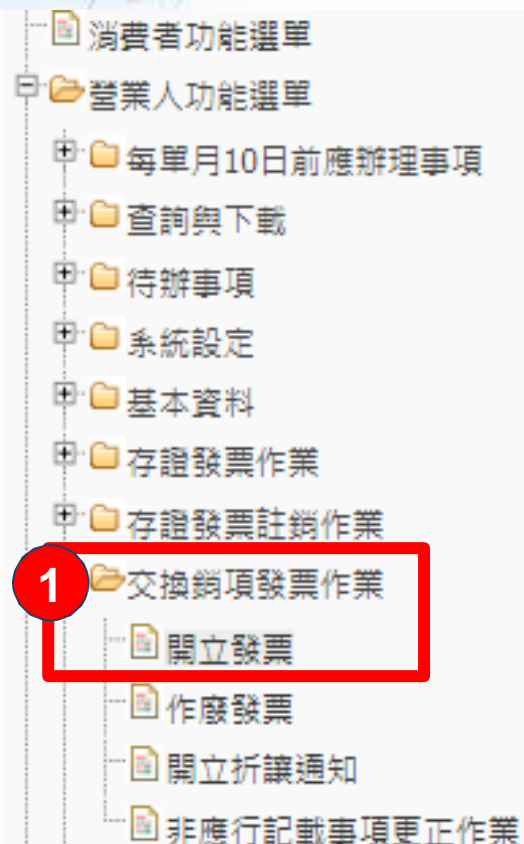 消費者功能選單
營業人功能選單
每單月10日前應辦理事項
查詢與下載
待辦事項
系統設定
基本資料
存證發票作業
存證發票註銷作業
1 交換銷項發票作業
開立發票
作廢發票
開立折讓通知
非應行記載事項更正作業